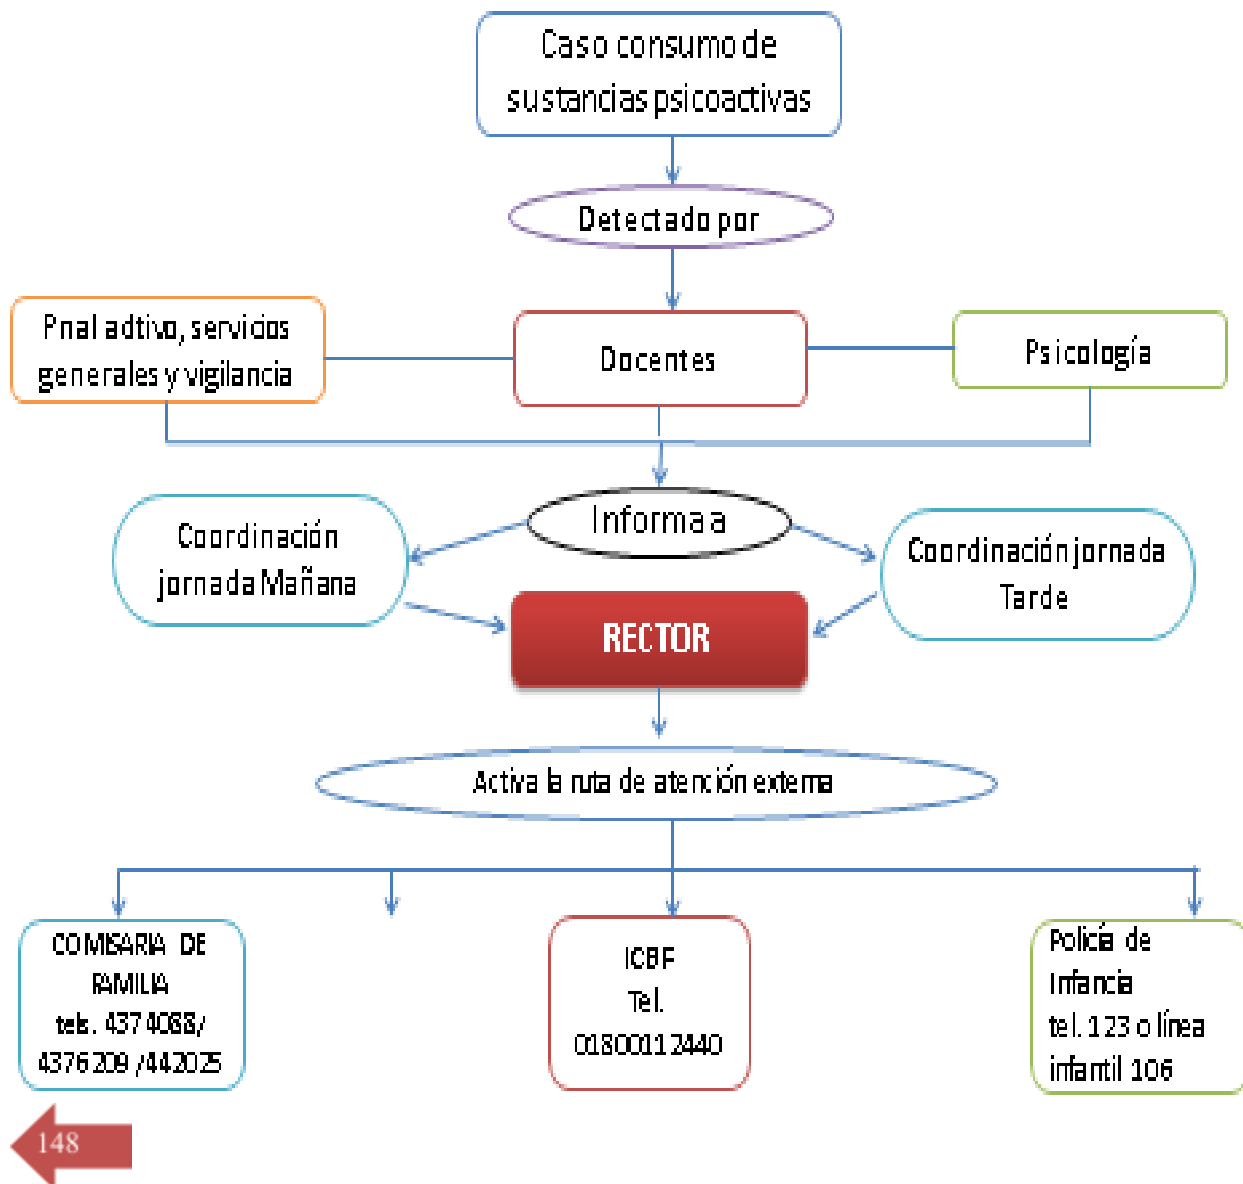 Caso consumo de
sustancias psicoactivas
Detectado por
Pnal adtivo, servicios
generales y vigilancia
Docentes
Psicología
Informa a
Coordinación
jornada Mañana
Coordinación jornada
Tarde
RECTOR
Activa la ruta de atención externa
COMISARIA DE
FAMILIA
tels. 4374088/
4376209 /442025
ICBF
Tel.
01800112440
Policía de
Infancia
tel. 123 o línea
infantil 106
148